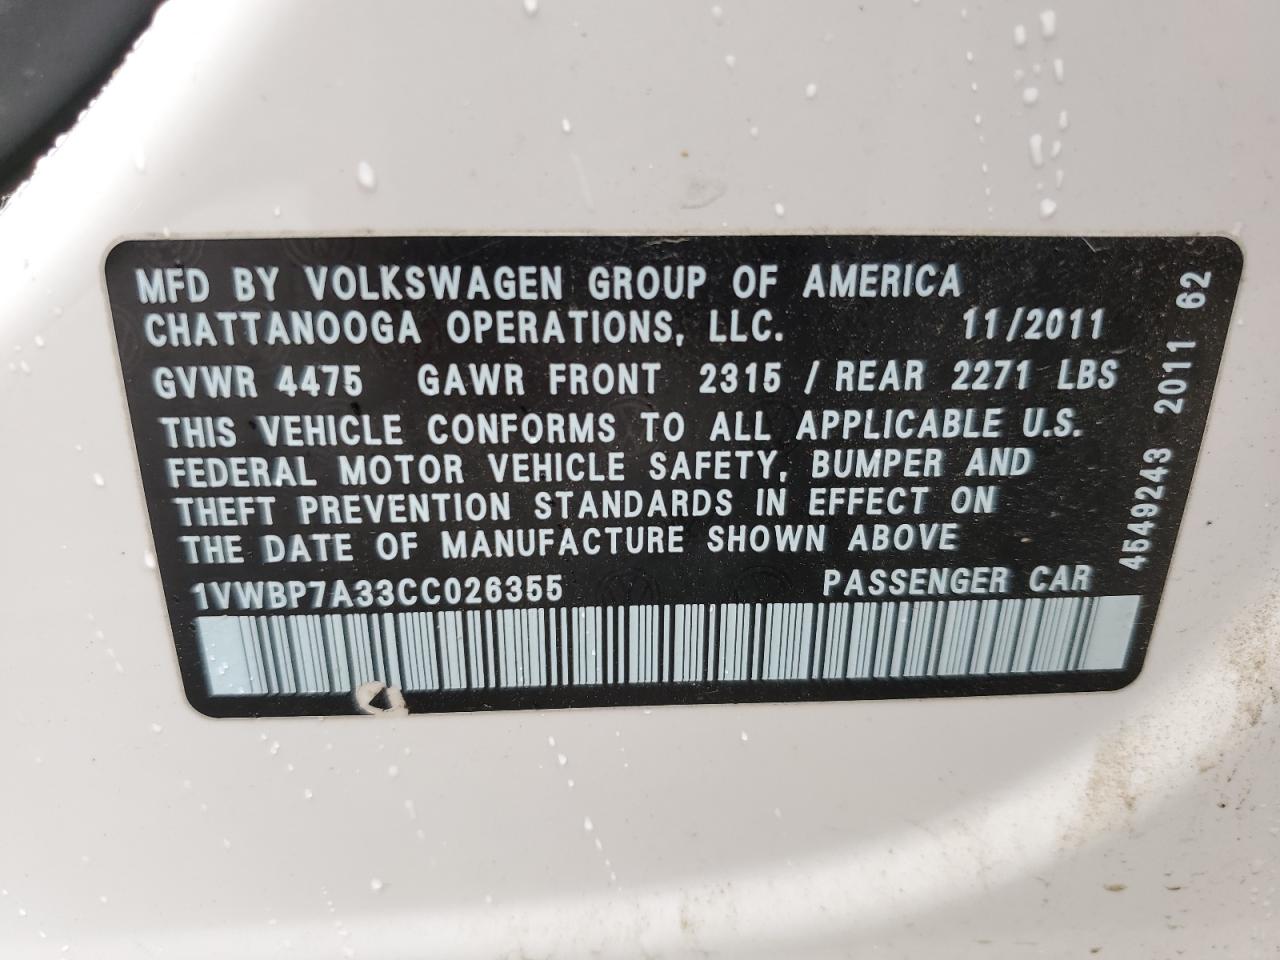 MFD BY VOLKSWAGEN GROUP OF AMERICA
CHATTANOOGA OPERATIONS, LLC. 11/2011
GVWR 4475 GAWR FRONT 2315 / REAR 2271 LBS
THIS VEHICLE CONFORMS TO ALL APPLICABLE U.S.
FEDERAL MOTOR VEHICLE SAFETY, BUMPER AND
THEFT PREVENTION STANDARDS IN EFFECT ON
THE DATE OF MANUFACTURE SHOWN ABOVE
1VWBP7A33CC026355 PASSENGER CAR
4549243 2011 62